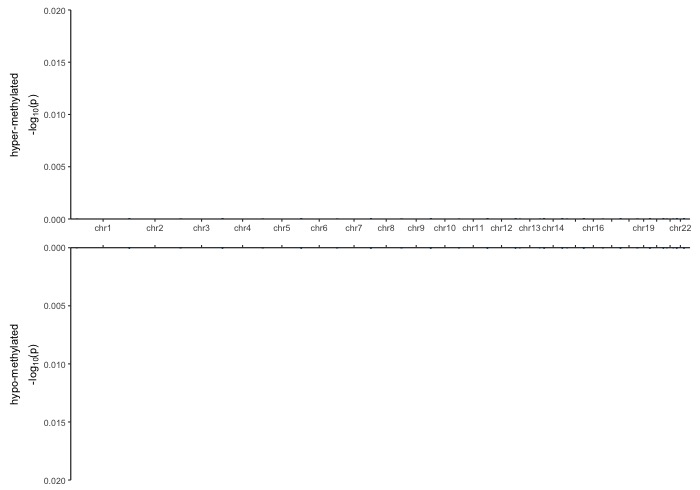 hyper-methylated
-log10(p)
0.020
0.015
0.010
0.005
0.000
chr1 chr2 chr3 chr4 chr5 chr6 chr7 chr8 chr9 chr10 chr11 chr12 chr13 chr14 chr16 chr19 chr22
hypo-methylated
-log10(p)
0.000
0.005
0.010
0.015
0.020